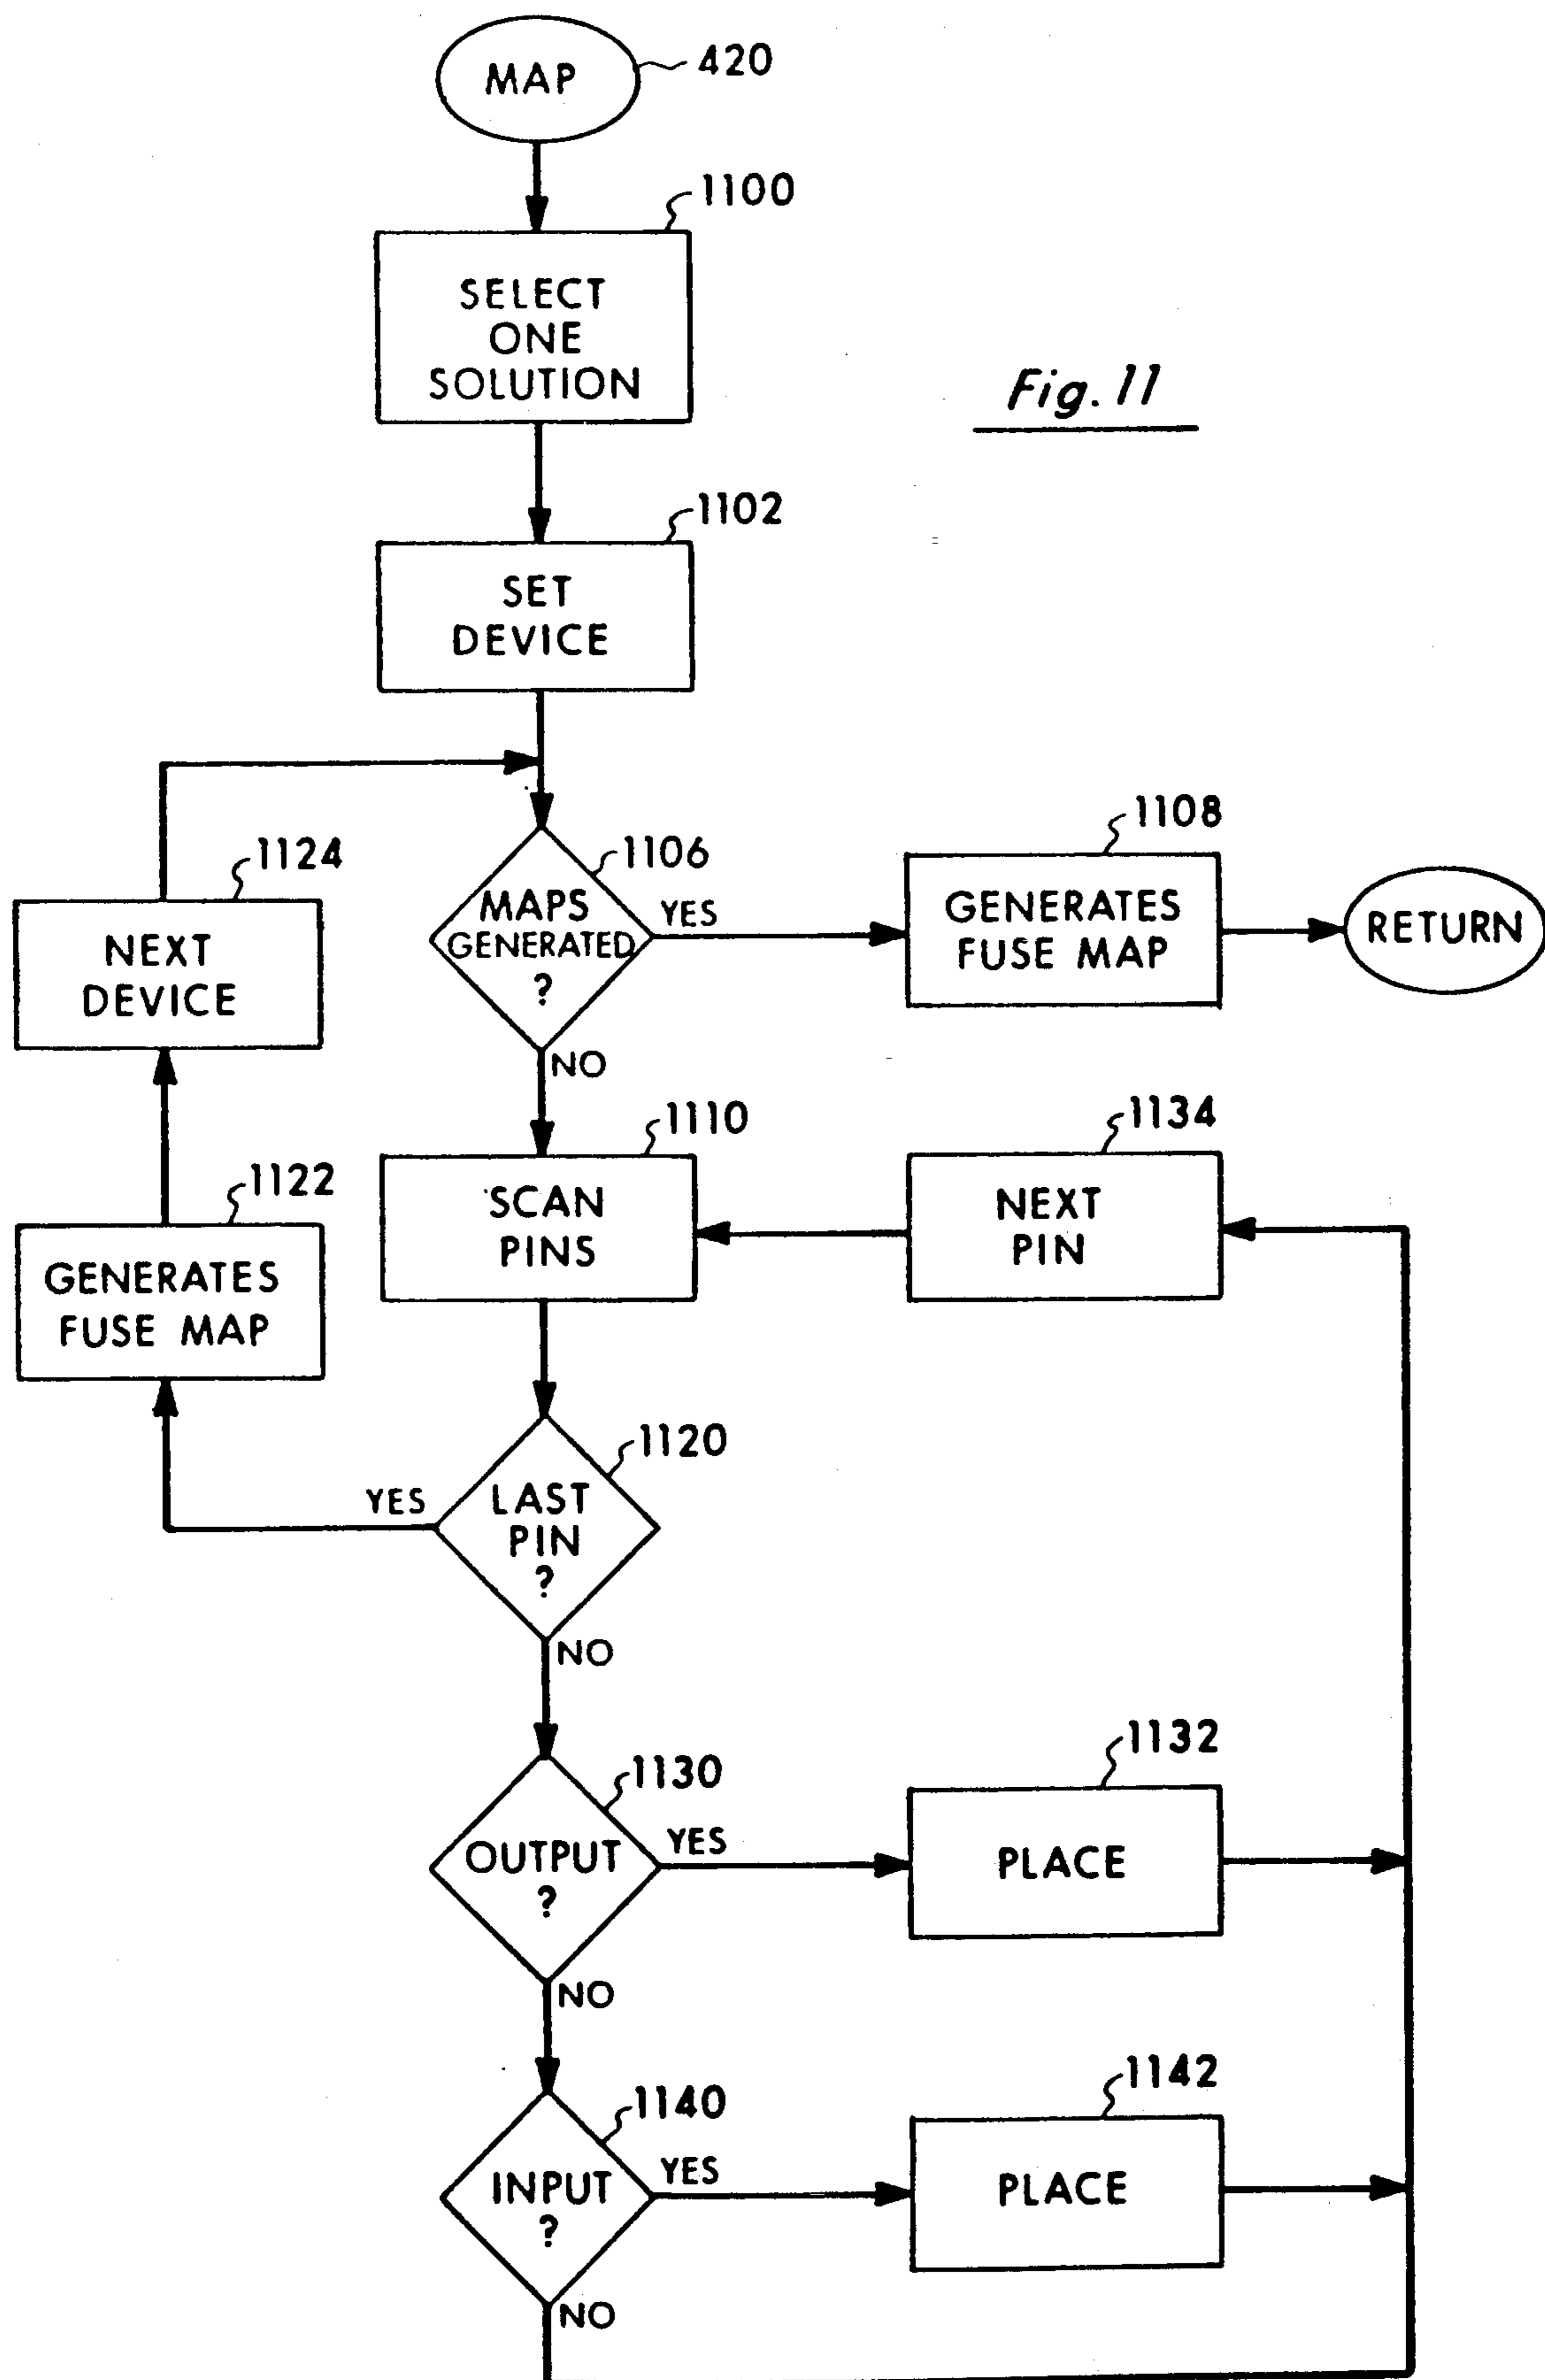 MAP
420
1100
SELECT
ONE
SOLUTION
Fig. 11
1102
SET
DEVICE
1124
NEXT
DEVICE
1106
MAPS
GENERATED
?
YES
NO
1108
GENERATES
FUSE MAP
RETURN
1110
SCAN
PINS
1134
NEXT
PIN
1122
GENERATES
FUSE MAP
1120
LAST
PIN
?
YES
NO
1130
OUTPUT
?
YES
NO
1132
PLACE
1140
INPUT
?
YES
NO
1142
PLACE